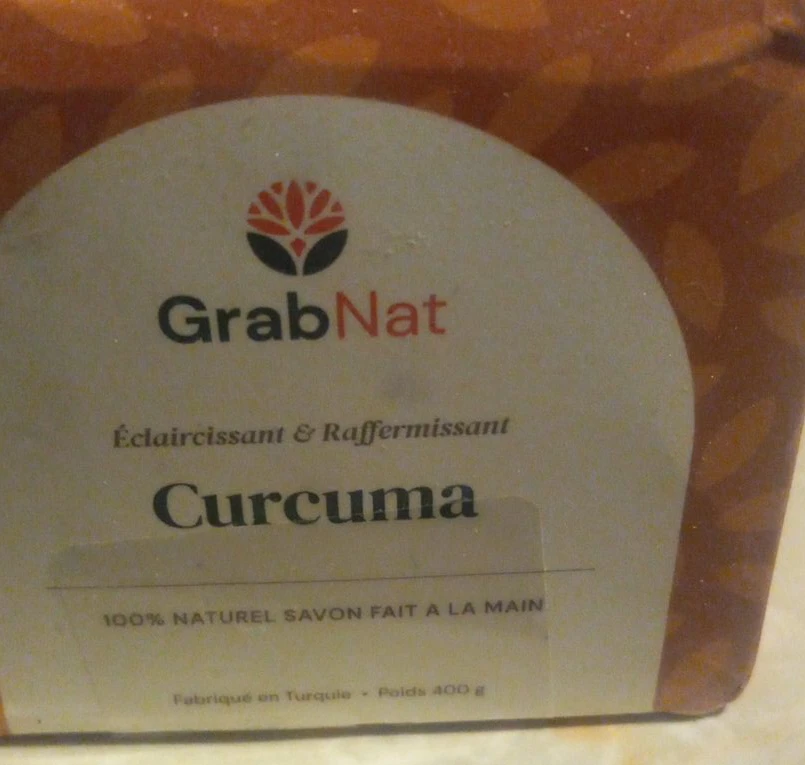 GrabNat
Éclaircissant & Raffermissant
Curcuma
100% NATUREL SAVON FAIT A LA MAIN
Fabriqué en Turquie • Poids 400 g